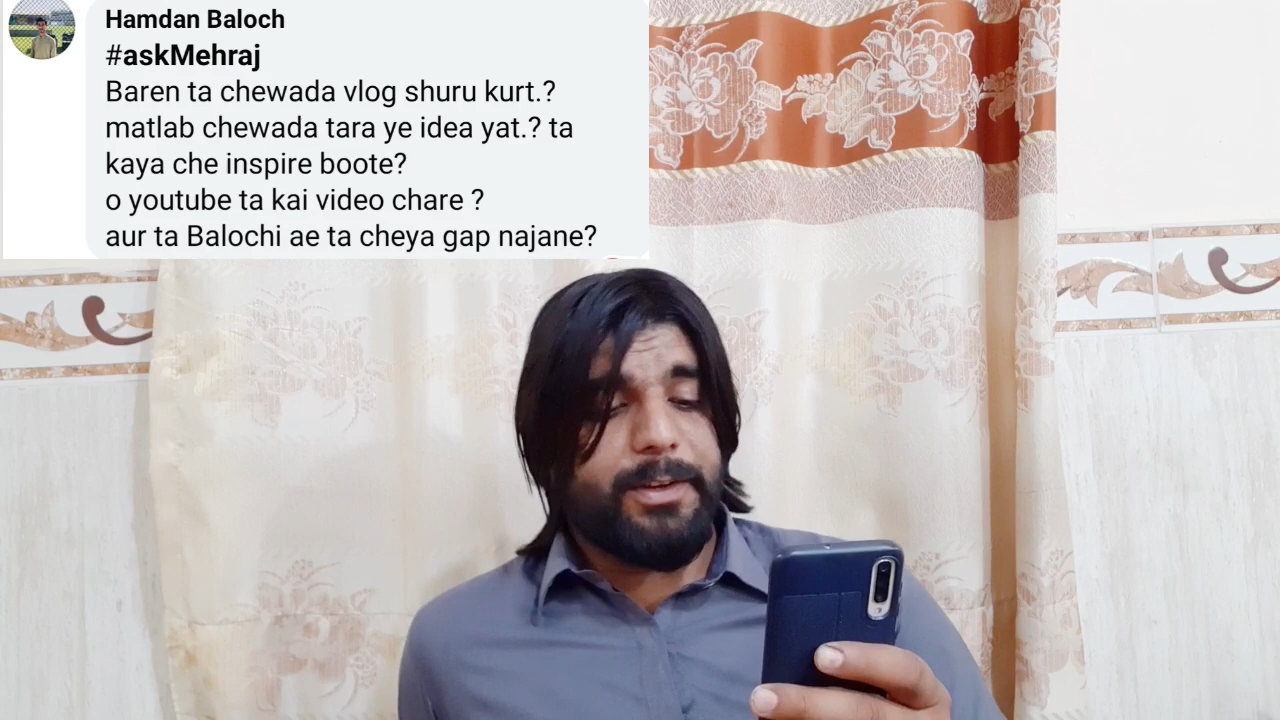 Hamdan Baloch
#askMehraj
Baren ta chewada vlog shuru kurt.?
matlab chewada tara ye idea yat.? ta
kaya che inspire boote?
o youtube ta kai video chare ?
aur ta Balochi ae ta cheya gap najane?